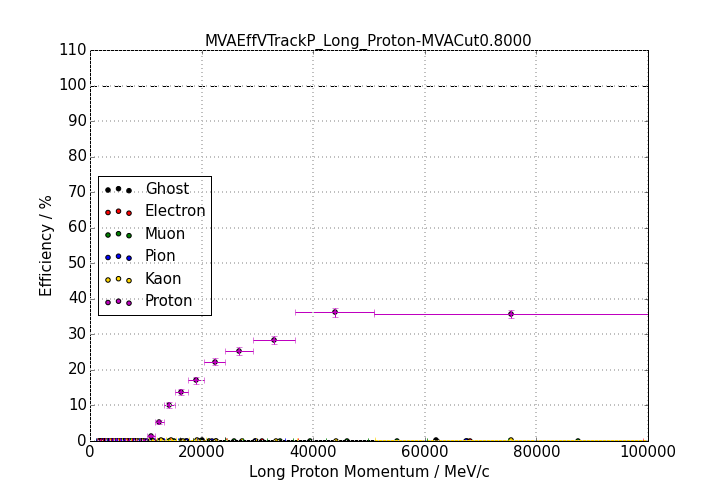 MVAEffVTrackP_Long_Proton-MVACut0.8000
110
100
90
80
70
60
50
40
30
20
10
0
Efficiency / %
Ghost
Electron
Muon
Pion
Kaon
Proton
0 20000 40000 60000 80000 100000
Long Proton Momentum / MeV/c